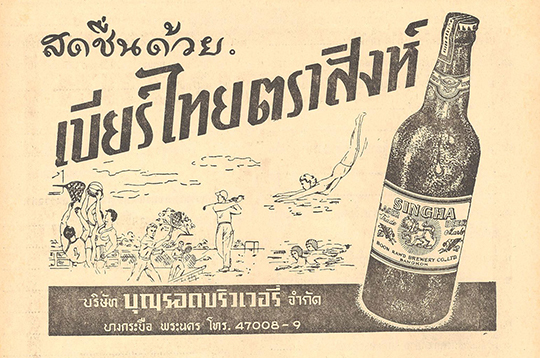 สดชื่นด้วย.
เบียร์ไทยตราสิงห์
SINGHA
BOON RAWD BREWERY CO.,LTD.
BANGKOK
บริษัท บุญรอดบริวเวอรี่ จำกัด
บางกระบือ พระนคร โทร. 47008-9